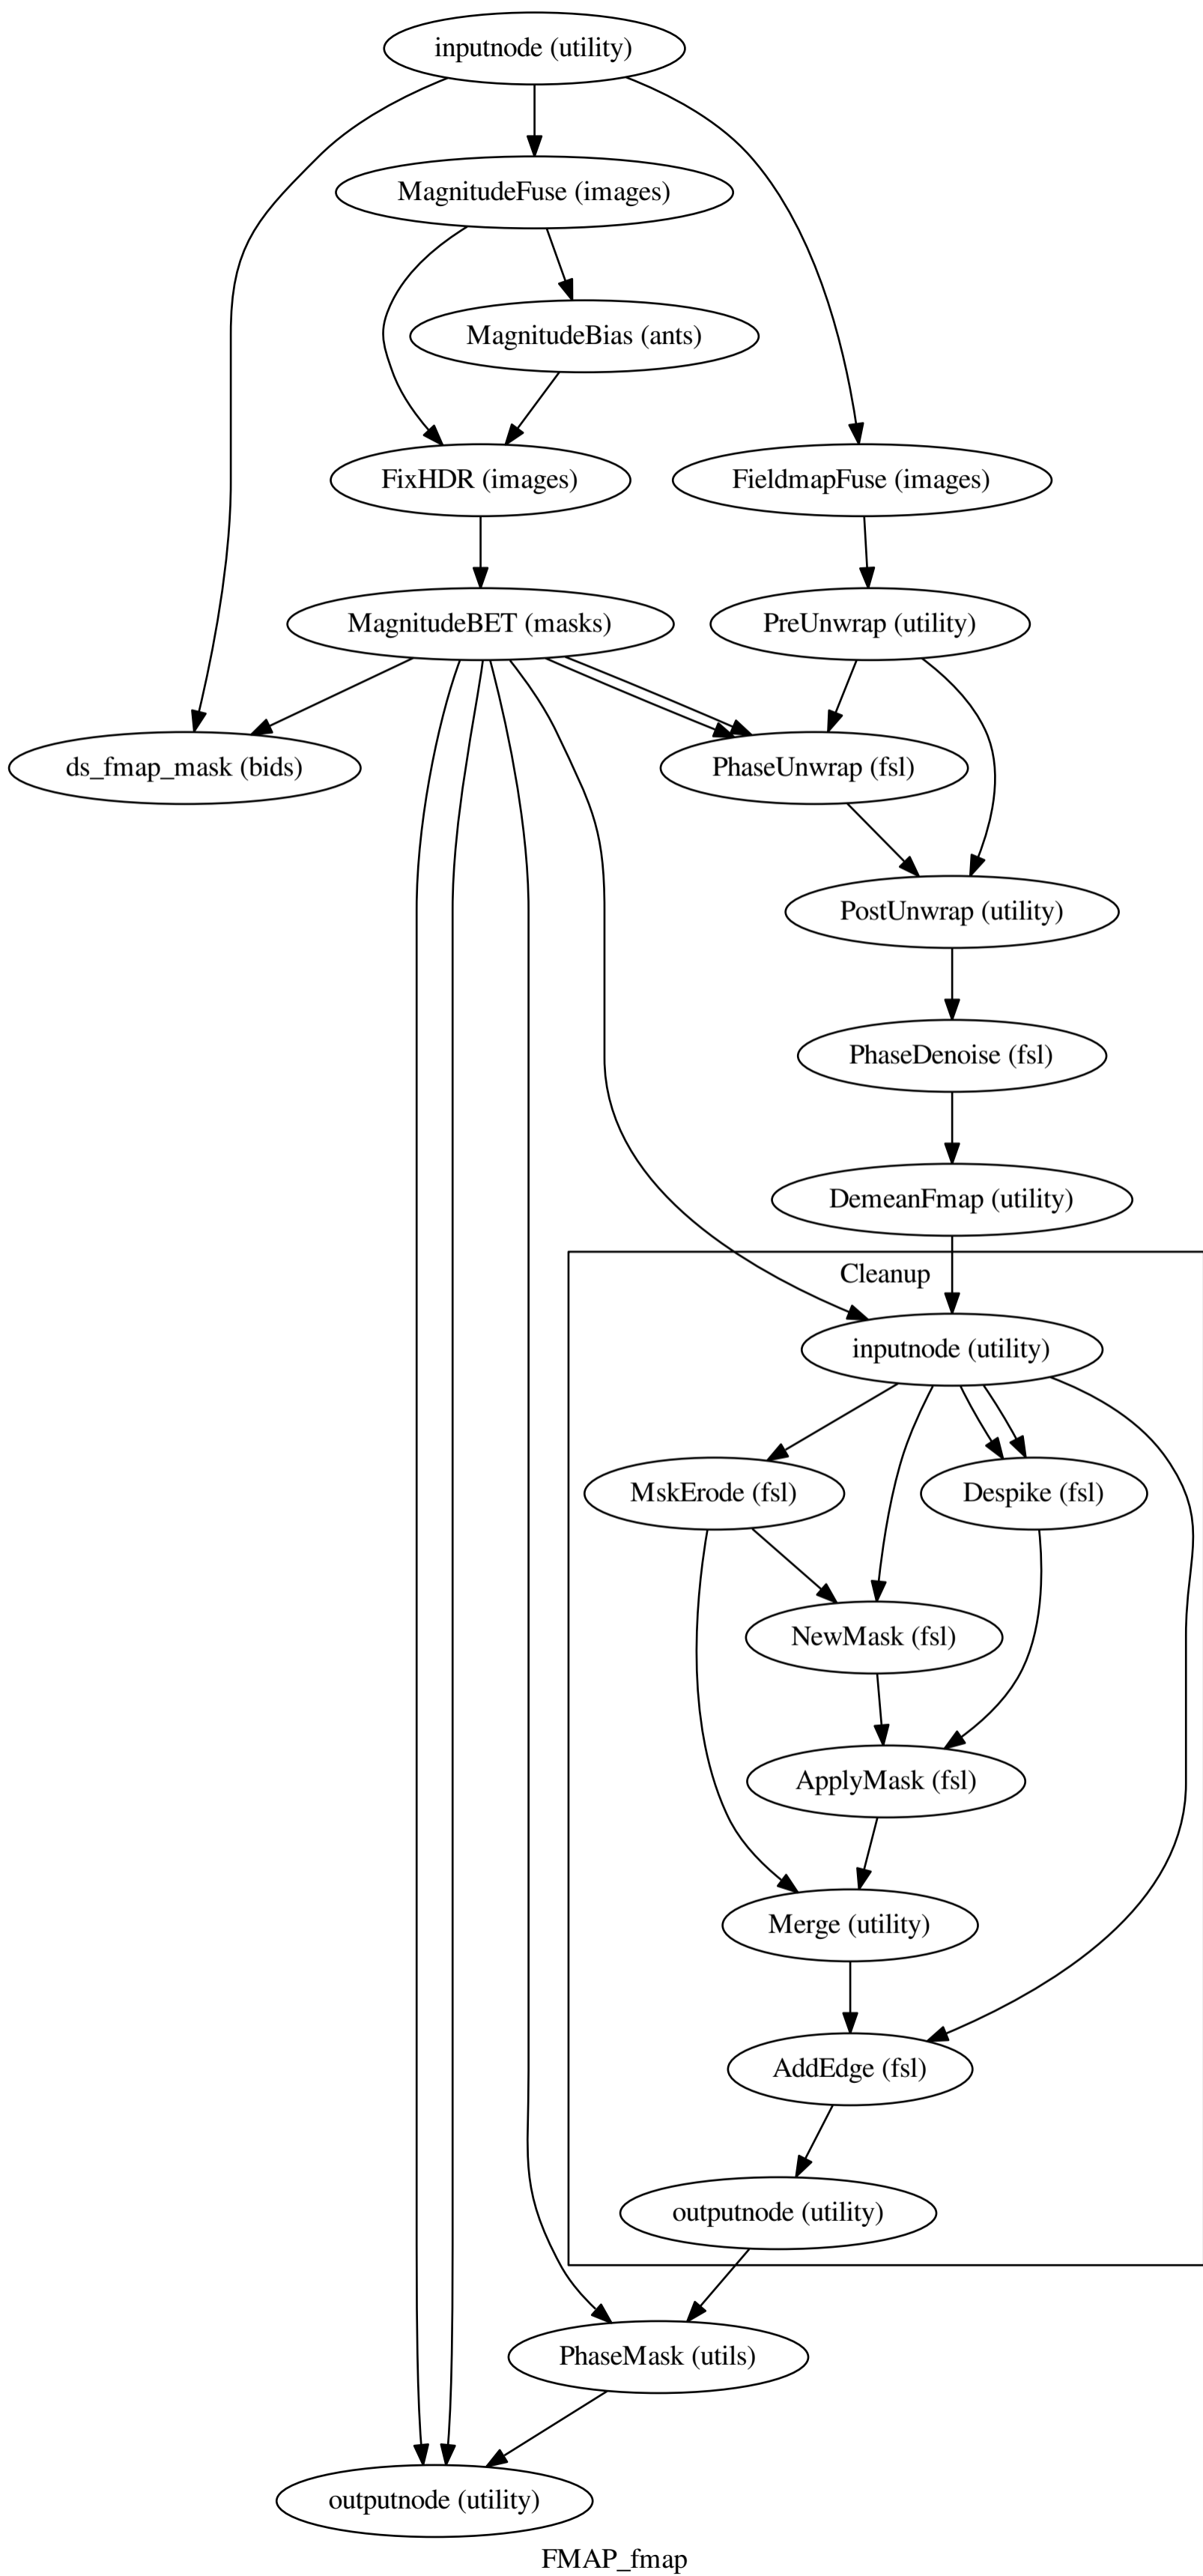 inputnode (utility)
MagnitudeFuse (images)
MagnitudeBias (ants)
FixHDR (images)
FieldmapFuse (images)
MagnitudeBET (masks)
PreUnwrap (utility)
ds_fmap_mask (bids)
PhaseUnwrap (fsl)
PostUnwrap (utility)
PhaseDenoise (fsl)
DemeanFmap (utility)
Cleanup
inputnode (utility)
MskErode (fsl)
Despike (fsl)
NewMask (fsl)
ApplyMask (fsl)
Merge (utility)
AddEdge (fsl)
outputnode (utility)
PhaseMask (utils)
outputnode (utility)
FMAP_fmap